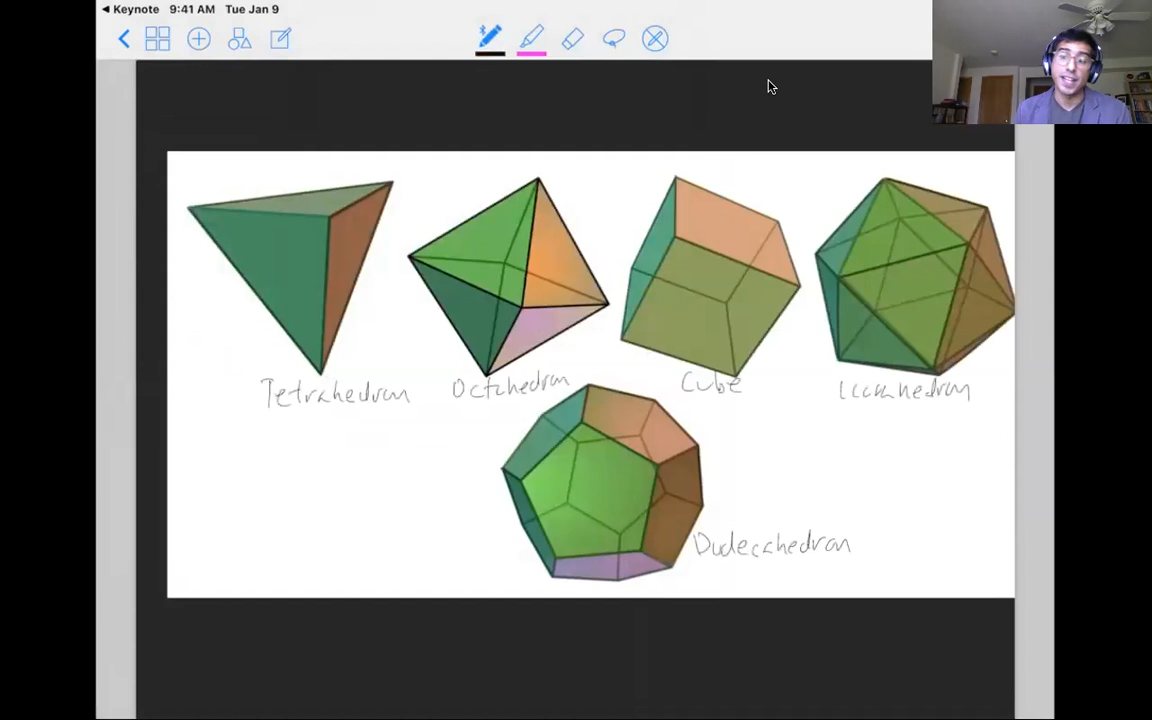 Keynote 9:41 AM Tue Jan 9
Tetrahedron
Octahedron
Cube
Icosahedron
Dodecahedron